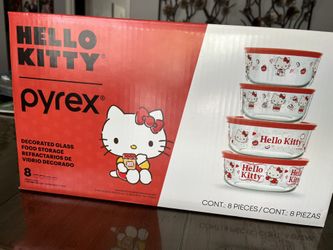 HELLO
KITTY®
pyrex®
DECORATED GLASS
FOOD STORAGE
REFRACTARIOS DE
VIDRIO DECORADO
8
Hello Kitty
Hello
Kitty
CONT.: 8 PIECES / CONT.: 8 PIEZAS